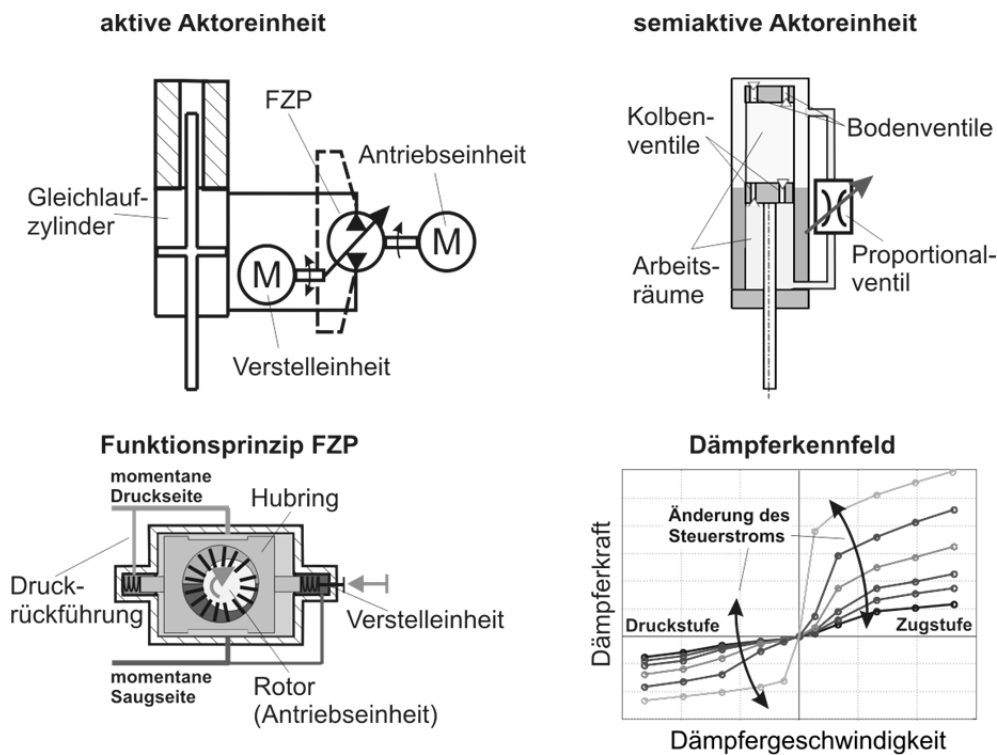 aktive Aktoreinheit
FZP
Antriebseinheit
Gleichlauf-
zylinder
M
M
Verstelleinheit
semiaktive Aktoreinheit
Kolben-
ventile
Bodenventile
Arbeits-
räume
Proportional-
ventil
Funktionsprinzip FZP
momentane
Druckseite
Hubring
Druck-
rückführung
Verstelleinheit
momentane
Saugseite
Rotor
(Antriebseinheit)
Dämpferkennfeld
Änderung des
Steuerstroms
Dämpferkraft
Druckstufe
Zugstufe
Dämpfergeschwindigkeit